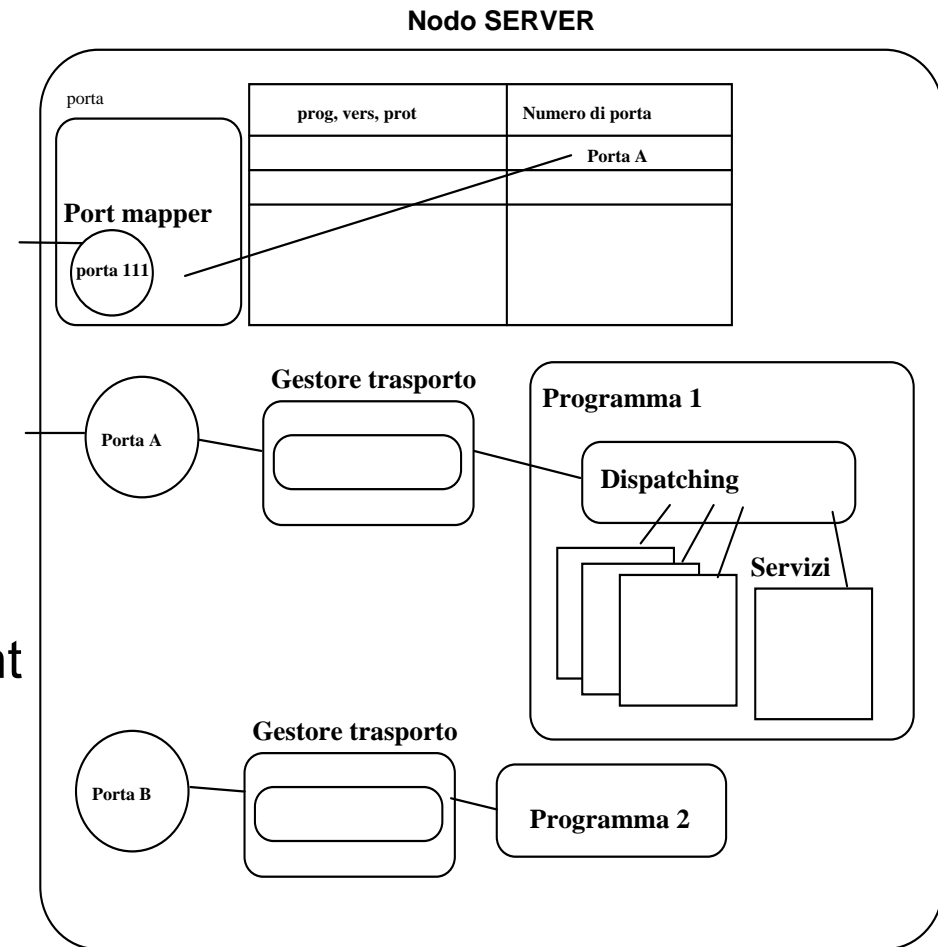 Nodo SERVER
porta
prog, vers, prot
Numero di porta
Porta A
Port mapper
porta 111
Gestore trasporto
Programma 1
Porta A
Dispatching
Servizi
nt
Gestore trasporto
Porta B
Programma 2